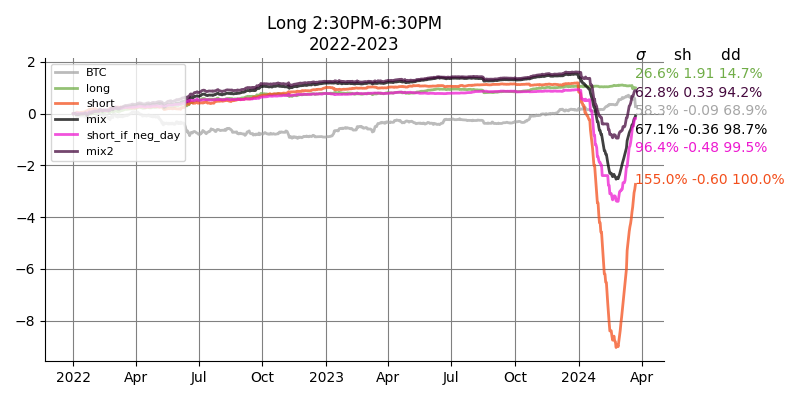 Long 2:30PM-6:30PM
2022-2023
σ sh dd
26.6% 1.91 14.7%
62.8% 0.33 94.2%
58.3% -0.09 68.9%
67.1% -0.36 98.7%
96.4% -0.48 99.5%
155.0% -0.60 100.0%
BTC
long
short
mix
short_if_neg_day
mix2
2
0
−2
−4
−6
−8
2022 Apr Jul Oct 2023 Apr Jul Oct 2024 Apr